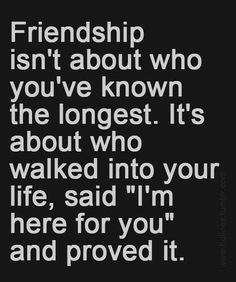 Friendship
isn't about who
you've known
the longest. It's
about who
walked into your
life, said "I'm
here for you"
and proved it.